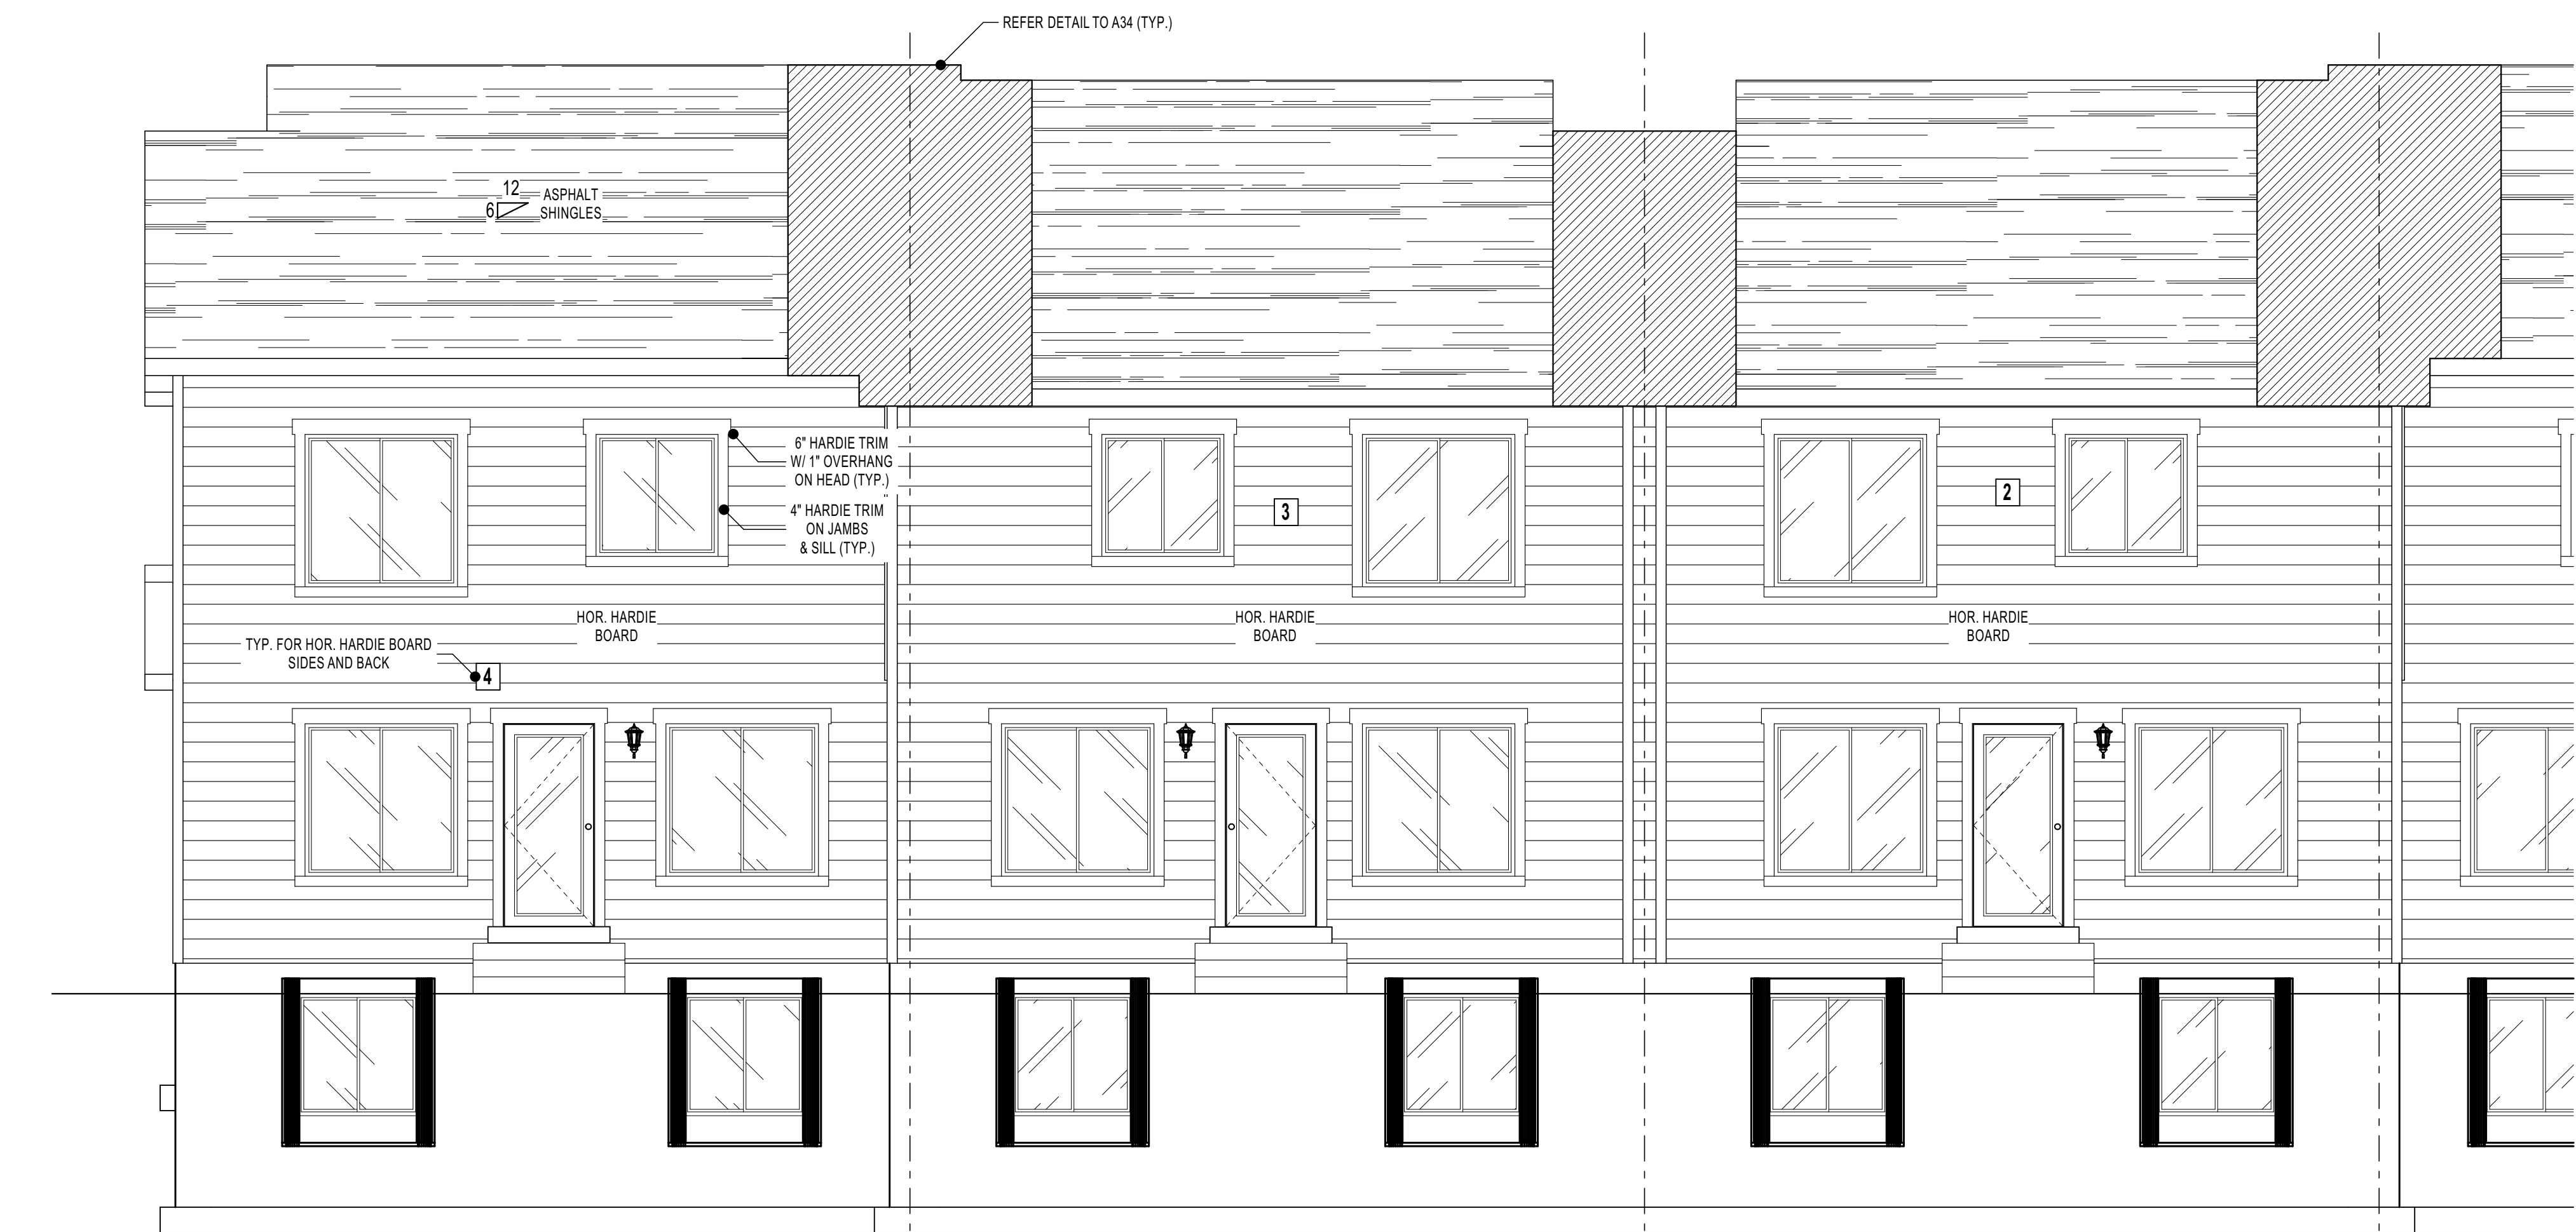 REFER DETAIL TO A34 (TYP.)
12
6
ASPHALT
SHINGLES
6" HARDIE TRIM
W/ 1" OVERHANG
ON HEAD (TYP.)
4" HARDIE TRIM
ON JAMBS
& SILL (TYP.)
3
2
HOR. HARDIE
BOARD
HOR. HARDIE
BOARD
HOR. HARDIE
BOARD
TYP. FOR HOR. HARDIE BOARD
SIDES AND BACK
4